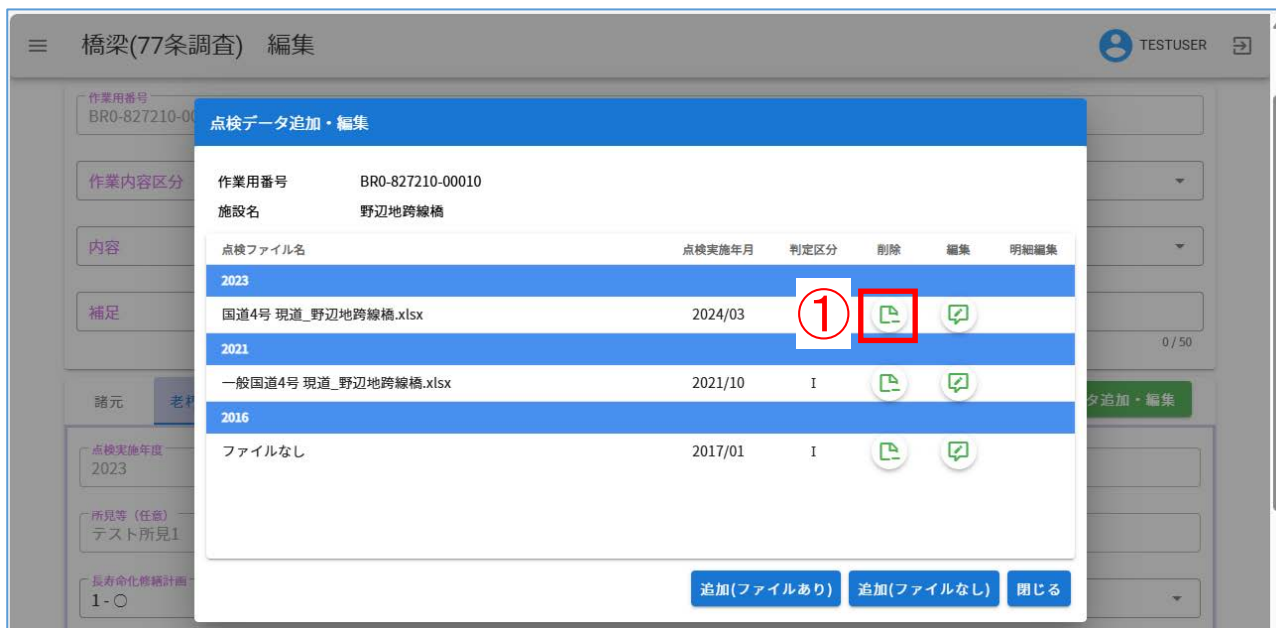 橋梁(77条調査) 編集
TESTUSER
作業用番号
BR0-827210-00
点検データ追加・編集
作業用番号 BR0-827210-00010
施設名 野辺地跨線橋
作業内容区分
内容
補足
0 / 50
点検ファイル名 点検実施年月 判定区分 削除 編集 明細編集
2023
国道4号 現道_野辺地跨線橋.xlsx 2024/03
①
2021
一般国道4号 現道_野辺地跨線橋.xlsx 2021/10 I
2016
ファイルなし 2017/01 I
諸元 老朽
タ追加・編集
点検実施年度
2023
所見等（任意）
テスト所見1
長寿命化修繕計画
1 - ○
追加(ファイルあり) 追加(ファイルなし) 閉じる